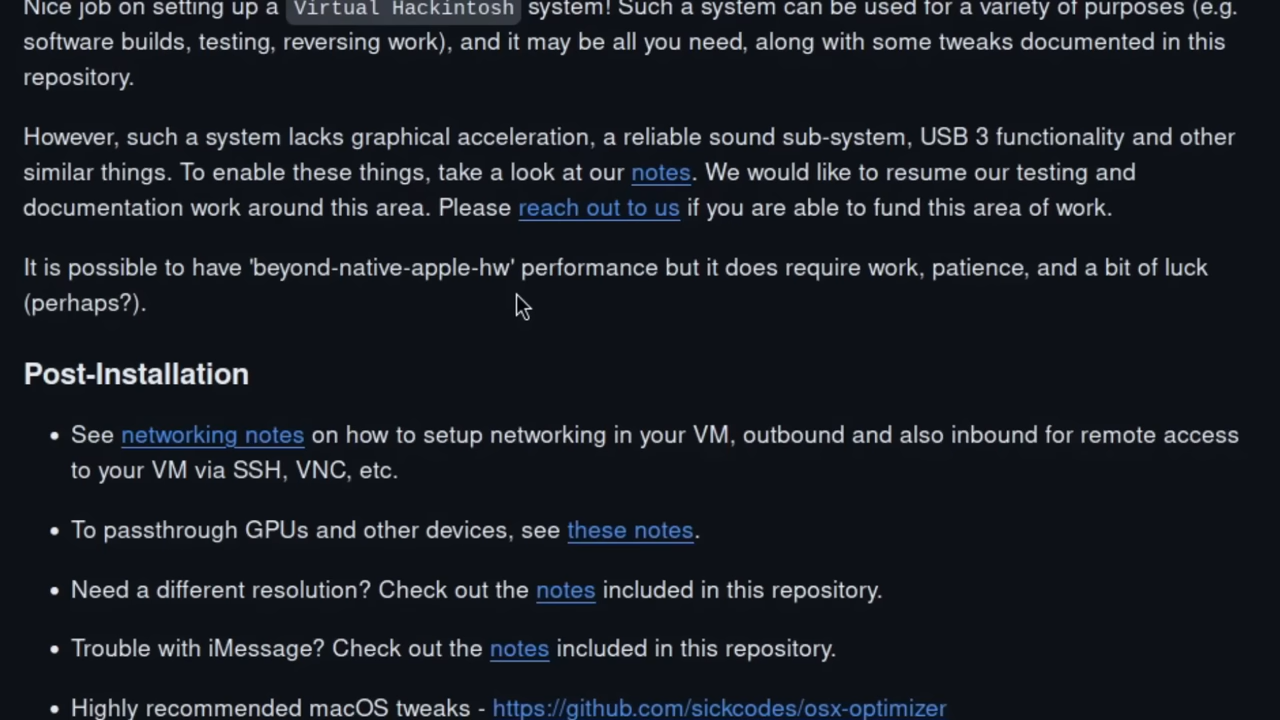 Nice job on setting up a Virtual Hackintosh system! Such a system can be used for a variety of purposes (e.g.
software builds, testing, reversing work), and it may be all you need, along with some tweaks documented in this
repository.
However, such a system lacks graphical acceleration, a reliable sound sub-system, USB 3 functionality and other
similar things. To enable these things, take a look at our notes. We would like to resume our testing and
documentation work around this area. Please reach out to us if you are able to fund this area of work.
It is possible to have 'beyond-native-apple-hw' performance but it does require work, patience, and a bit of luck
(perhaps?).
Post-Installation
• See networking notes on how to setup networking in your VM, outbound and also inbound for remote access
to your VM via SSH, VNC, etc.
• To passthrough GPUs and other devices, see these notes.
• Need a different resolution? Check out the notes included in this repository.
• Trouble with iMessage? Check out the notes included in this repository.
• Highly recommended macOS tweaks - https://github.com/sickcodes/osx-optimizer